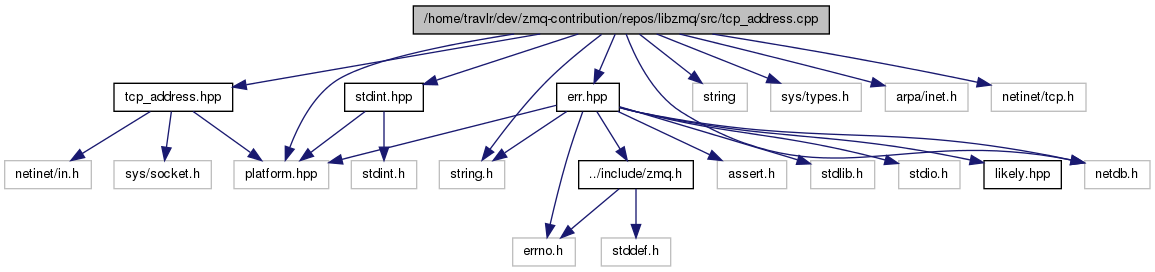 /home/travlr/dev/zmq-contribution/repos/libzmq/src/tcp_address.cpp
tcp_address.hpp
stdint.hpp
err.hpp
string
sys/types.h
arpa/inet.h
netinet/tcp.h
netinet/in.h
sys/socket.h
platform.hpp
stdint.h
string.h
../include/zmq.h
assert.h
stdlib.h
stdio.h
likely.hpp
netdb.h
errno.h
stddef.h